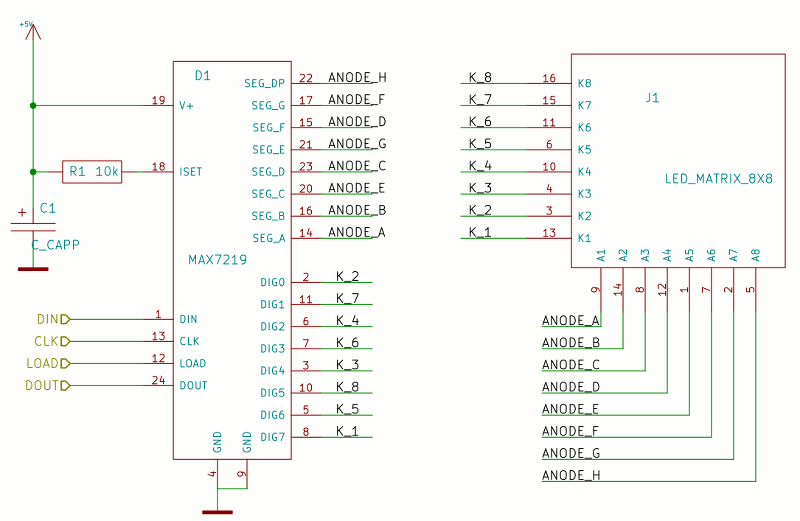 +5V
D1
22 SEG_DP ANODE_H
17 SEG_G ANODE_F
15 SEG_F ANODE_D
21 SEG_E ANODE_G
23 SEG_D ANODE_C
20 SEG_C ANODE_E
16 SEG_B ANODE_B
14 SEG_A ANODE_A
19 V+
18 ISET
R1 10k
+ C1
C_CAPP
MAX7219
DIG0 2 K_2
DIG1 11 K_7
DIG2 6 K_4
DIG3 7 K_6
DIG4 3 K_3
DIG5 10 K_8
DIG6 5 K_5
DIG7 8 K_1
DIN 1 DIN
CLK 13 CLK
LOAD 12 LOAD
DOUT 24 DOUT
GND GND
4 9
K_8 16 K8
K_7 15 K7
K_6 11 K6
K_5 6 K5
K_4 10 K4
K_3 4 K3
K_2 3 K2
K_1 13 K1
J1
LED_MATRIX_8X8
A1 A2 A3 A4 A5 A6 A7 A8
9 14 8 12 1 7 2 5
ANODE_A
ANODE_B
ANODE_C
ANODE_D
ANODE_E
ANODE_F
ANODE_G
ANODE_H